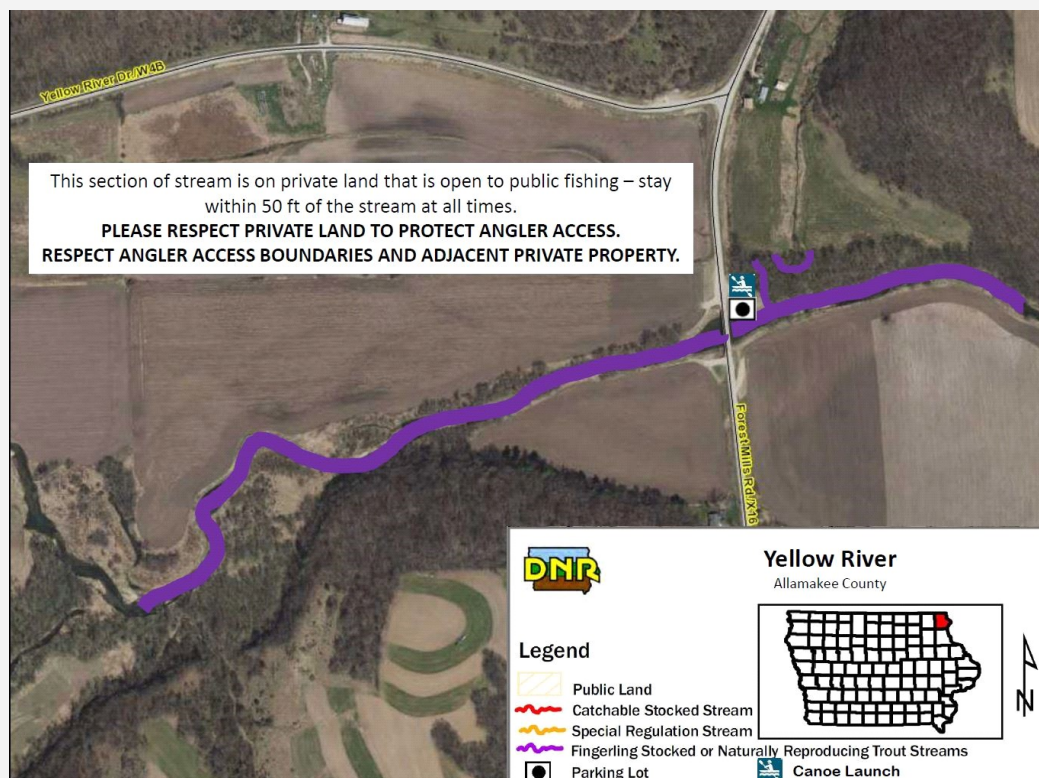 Yellow River Dr./W4B
This section of stream is on private land that is open to public fishing – stay
within 50 ft of the stream at all times.
PLEASE RESPECT PRIVATE LAND TO PROTECT ANGLER ACCESS.
RESPECT ANGLER ACCESS BOUNDARIES AND ADJACENT PRIVATE PROPERTY.
Forest Mills Rd./X16
DNR
Yellow River
Allamakee County
Legend
Public Land
Catchable Stocked Stream
Special Regulation Stream
Fingerling Stocked or Naturally Reproducing Trout Streams
Parking Lot
Canoe Launch
N